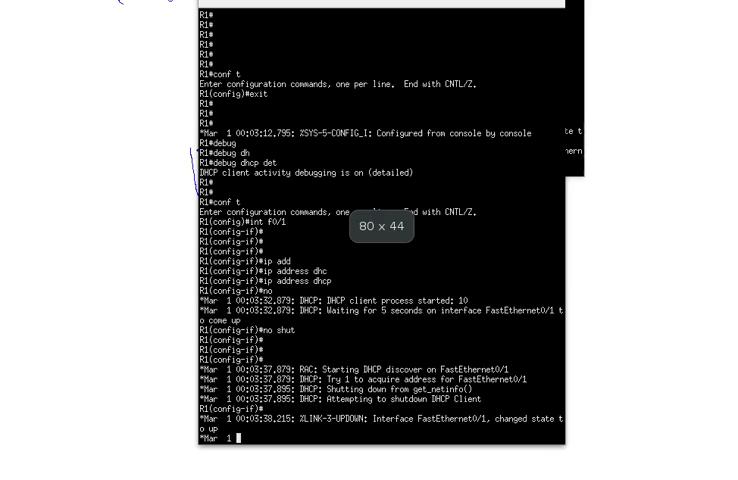 R1#
R1#
R1#
R1#
R1#
R1#
R1#conf t
Enter configuration commands, one per line.  End with CNTL/Z.
R1(config)#exit
R1#
R1#
R1#
*Mar  1 00:03:12.795: %SYS-5-CONFIG_I: Configured from console by console
R1#debug
R1#debug dh
R1#debug dhcp det
DHCP client activity debugging is on (detailed)
R1#
R1#
R1#conf t
Enter configuration commands, one End with CNTL/Z.
R1(config)#int f0/1
R1(config-if)#
R1(config-if)#
R1(config-if)#
R1(config-if)#ip add
R1(config-if)#ip address dhc
R1(config-if)#ip address dhcp
R1(config-if)#no
*Mar  1 00:03:32.879: DHCP: DHCP client process started: 10
*Mar  1 00:03:32.879: DHCP: Waiting for 5 seconds on interface FastEthernet0/1 t
o come up
R1(config-if)#no shut
R1(config-if)#
R1(config-if)#
R1(config-if)#
*Mar  1 00:03:37.879: RAC: Starting DHCP discover on FastEthernet0/1
*Mar  1 00:03:37.879: DHCP: Try 1 to acquire address for FastEthernet0/1
*Mar  1 00:03:37.895: DHCP: Shutting down from get_netinfo()
*Mar  1 00:03:37.895: DHCP: Attempting to shutdown DHCP Client
R1(config-if)#
*Mar  1 00:03:38.215: %LINK-3-UPDOWN: Interface FastEthernet0/1, changed state t
o up
*Mar  1
80 x 44
te t
hern